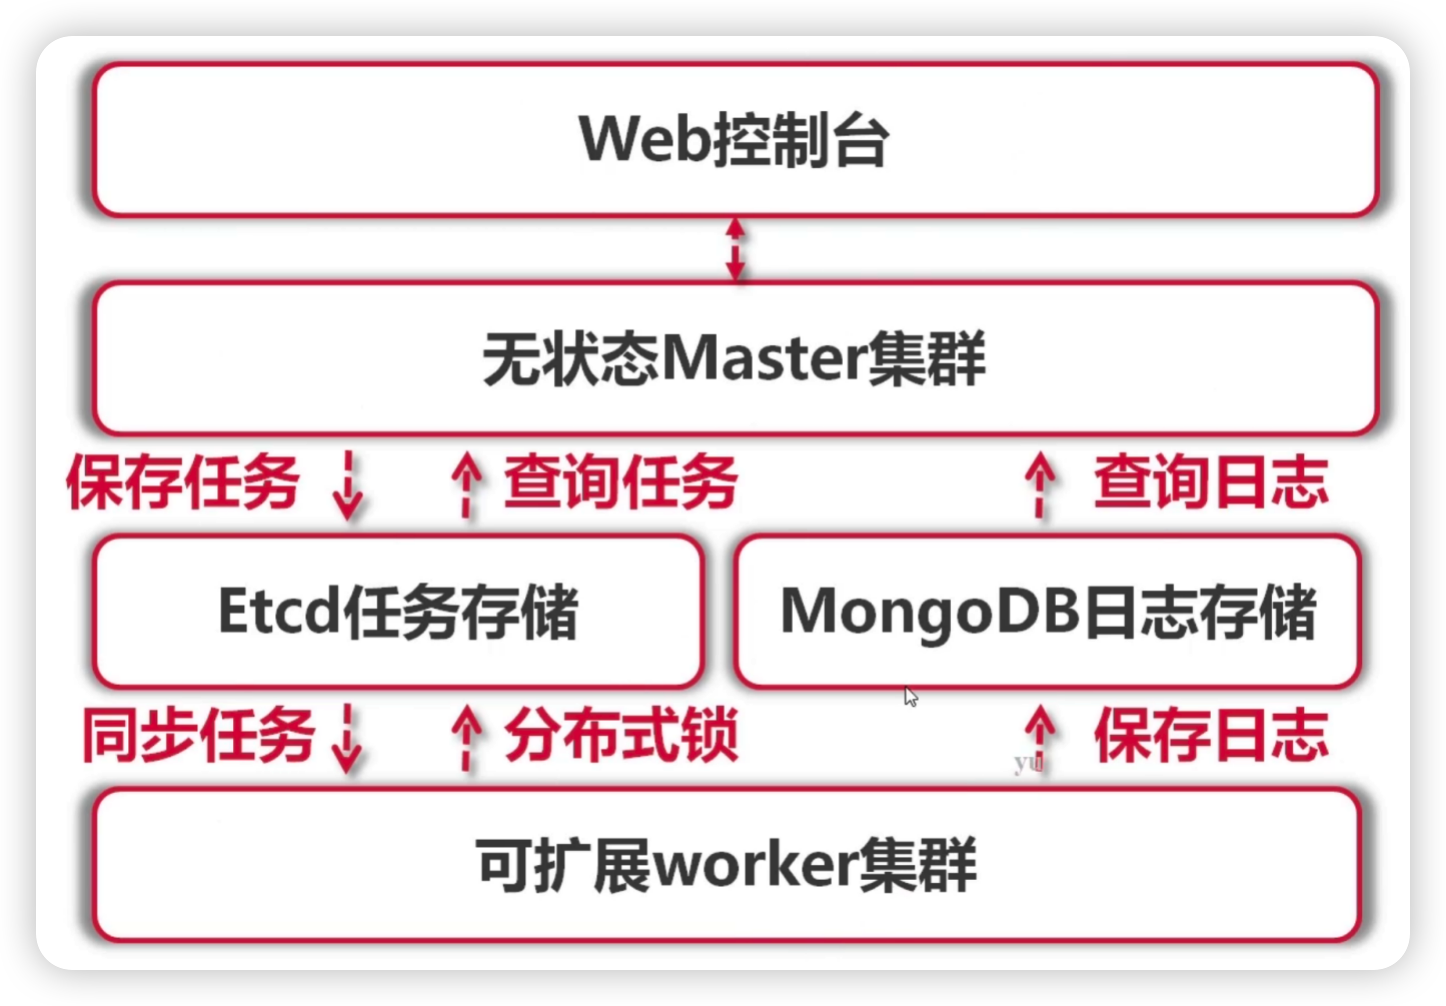 Web控制台
无状态Master集群
保存任务 查询任务 查询日志
Etcd任务存储 MongoDB日志存储
同步任务 分布式锁 保存日志
yu
可扩展worker集群